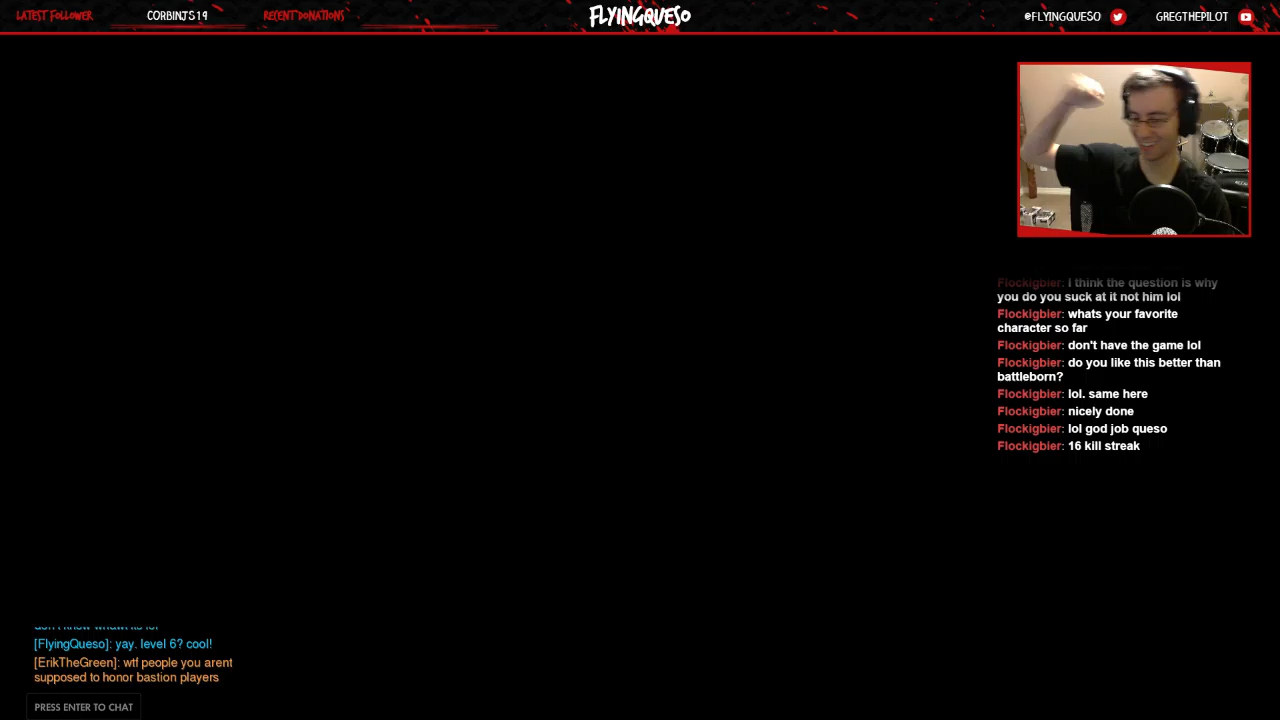 LATEST FOLLOWER CORBINJS19 RECENT DONATIONS FLYINGQUESO @FLYINGQUESO GREGTHEPILOT
Flockigbier: I think the question is why
you do you suck at it not him lol
Flockigbier: whats your favorite
character so far
Flockigbier: don't have the game lol
Flockigbier: do you like this better than
battleborn?
Flockigbier: lol. same here
Flockigbier: nicely done
Flockigbier: lol god job queso
Flockigbier: 16 kill streak
[FlyingQueso]: yay. level 6? cool!
[ErikTheGreen]: wtf people you arent
supposed to honor bastion players
PRESS ENTER TO CHAT